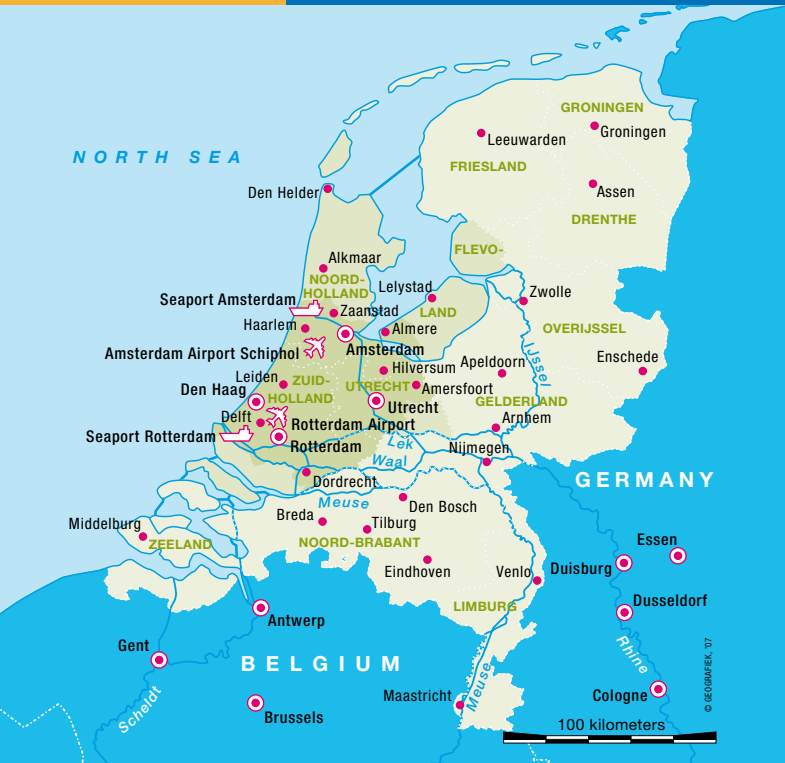 GRONINGEN
Groningen
Leeuwarden
NORTH SEA
FRIESLAND
Assen
Den Helder
DRENTHE
FLEVO-
Alkmaar
NOORD-
HOLLAND
Lelystad
Zwolle
Seaport Amsterdam
Zaanstad
LAND
Haarlem
Almere
OVERIJSSEL
Amsterdam Airport Schiphol
Amsterdam
IJssel
Enschede
Hilversum
Apeldoorn
Leiden
ZUID-
HOLLAND
UTRECHT
Amersfoort
Den Haag
Utrecht
GELDERLAND
Delft
Rotterdam Airport
Arnhem
Seaport Rotterdam
Rotterdam
Lek
Waal
Nijmegen
Dordrecht
GERMANY
Meuse
Den Bosch
Breda
Tilburg
Middelburg
ZEELAND
NOORD-BRABANT
Essen
Eindhoven
Venlo
Duisburg
LIMBURG
Dusseldorf
Antwerp
Gent
BELGIUM
Rhine
Meuse
Maastricht
Cologne
© GEOGRAFIEK, '07
Scheldt
Brussels
100 kilometers